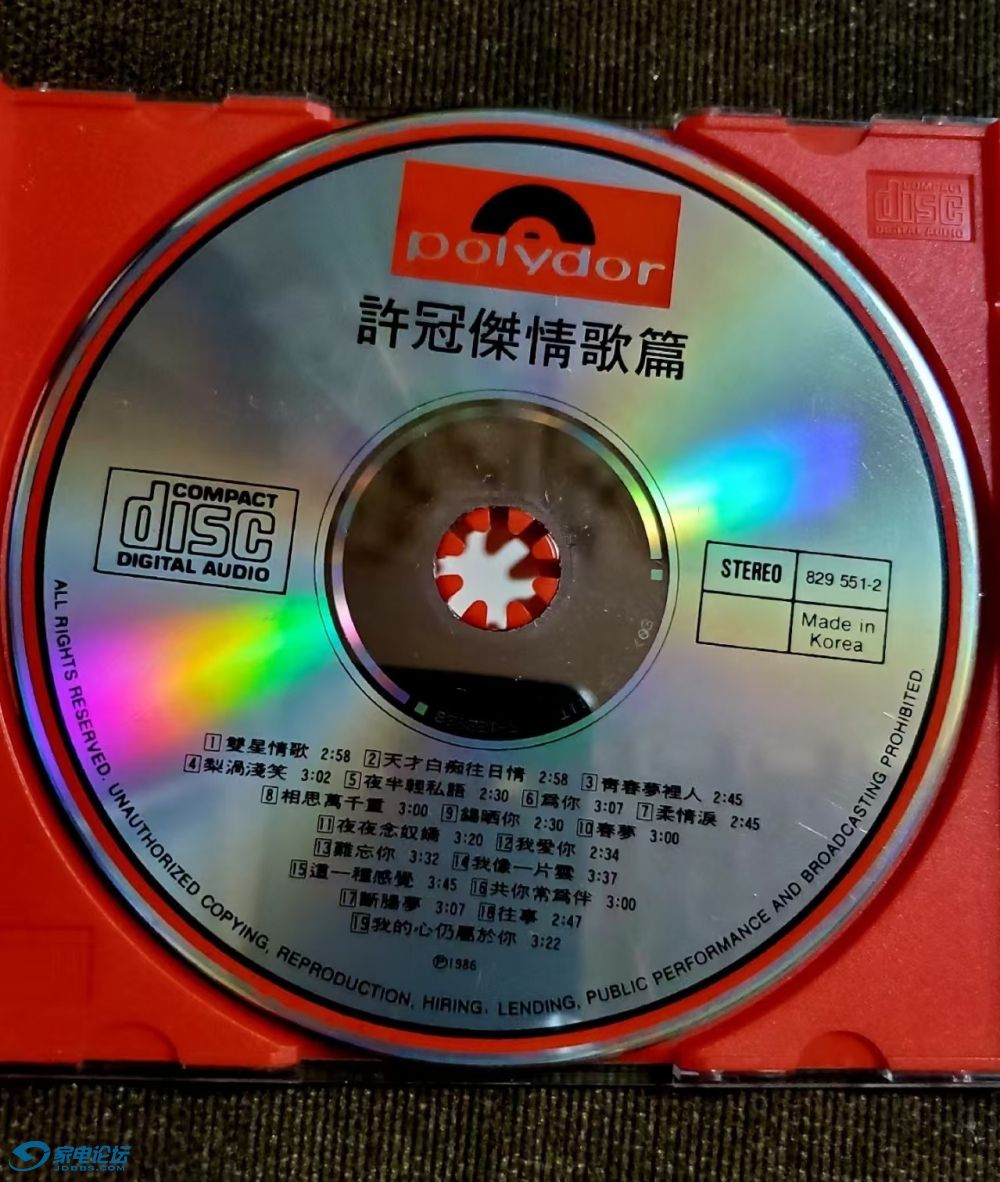 COMPACT
disc
DIGITAL AUDIO
polydor
許冠傑情歌篇
COMPACT
disc
DIGITAL AUDIO
STEREO 829 551-2
Made in
Korea
1 雙星情歌 2:58 2 天才白痴往日情 2:58 3 青春夢裡人 2:45
4 梨渦淺笑 3:02 5 夜半輕私語 2:30 6 爲你 3:07 7 柔情淚 2:45
8 相思萬千重 3:00 9 錫晒你 2:30 10 春夢 3:00
11 夜夜念奴嬌 3:20 12 我愛你 2:34
13 難忘你 3:32 14 我像一片雲 3:37
15 這一種感覺 3:45 16 共你常爲伴 3:00
17 斷腸夢 3:07 18 往事 2:47
19 我的心仍屬於你 3:22
℗1986
ALL RIGHTS RESERVED. UNAUTHORIZED COPYING, REPRODUCTION, HIRING, LENDING, PUBLIC PERFORMANCE AND BROADCASTING PROHIBITED.
家电论坛
JDBBS.COM